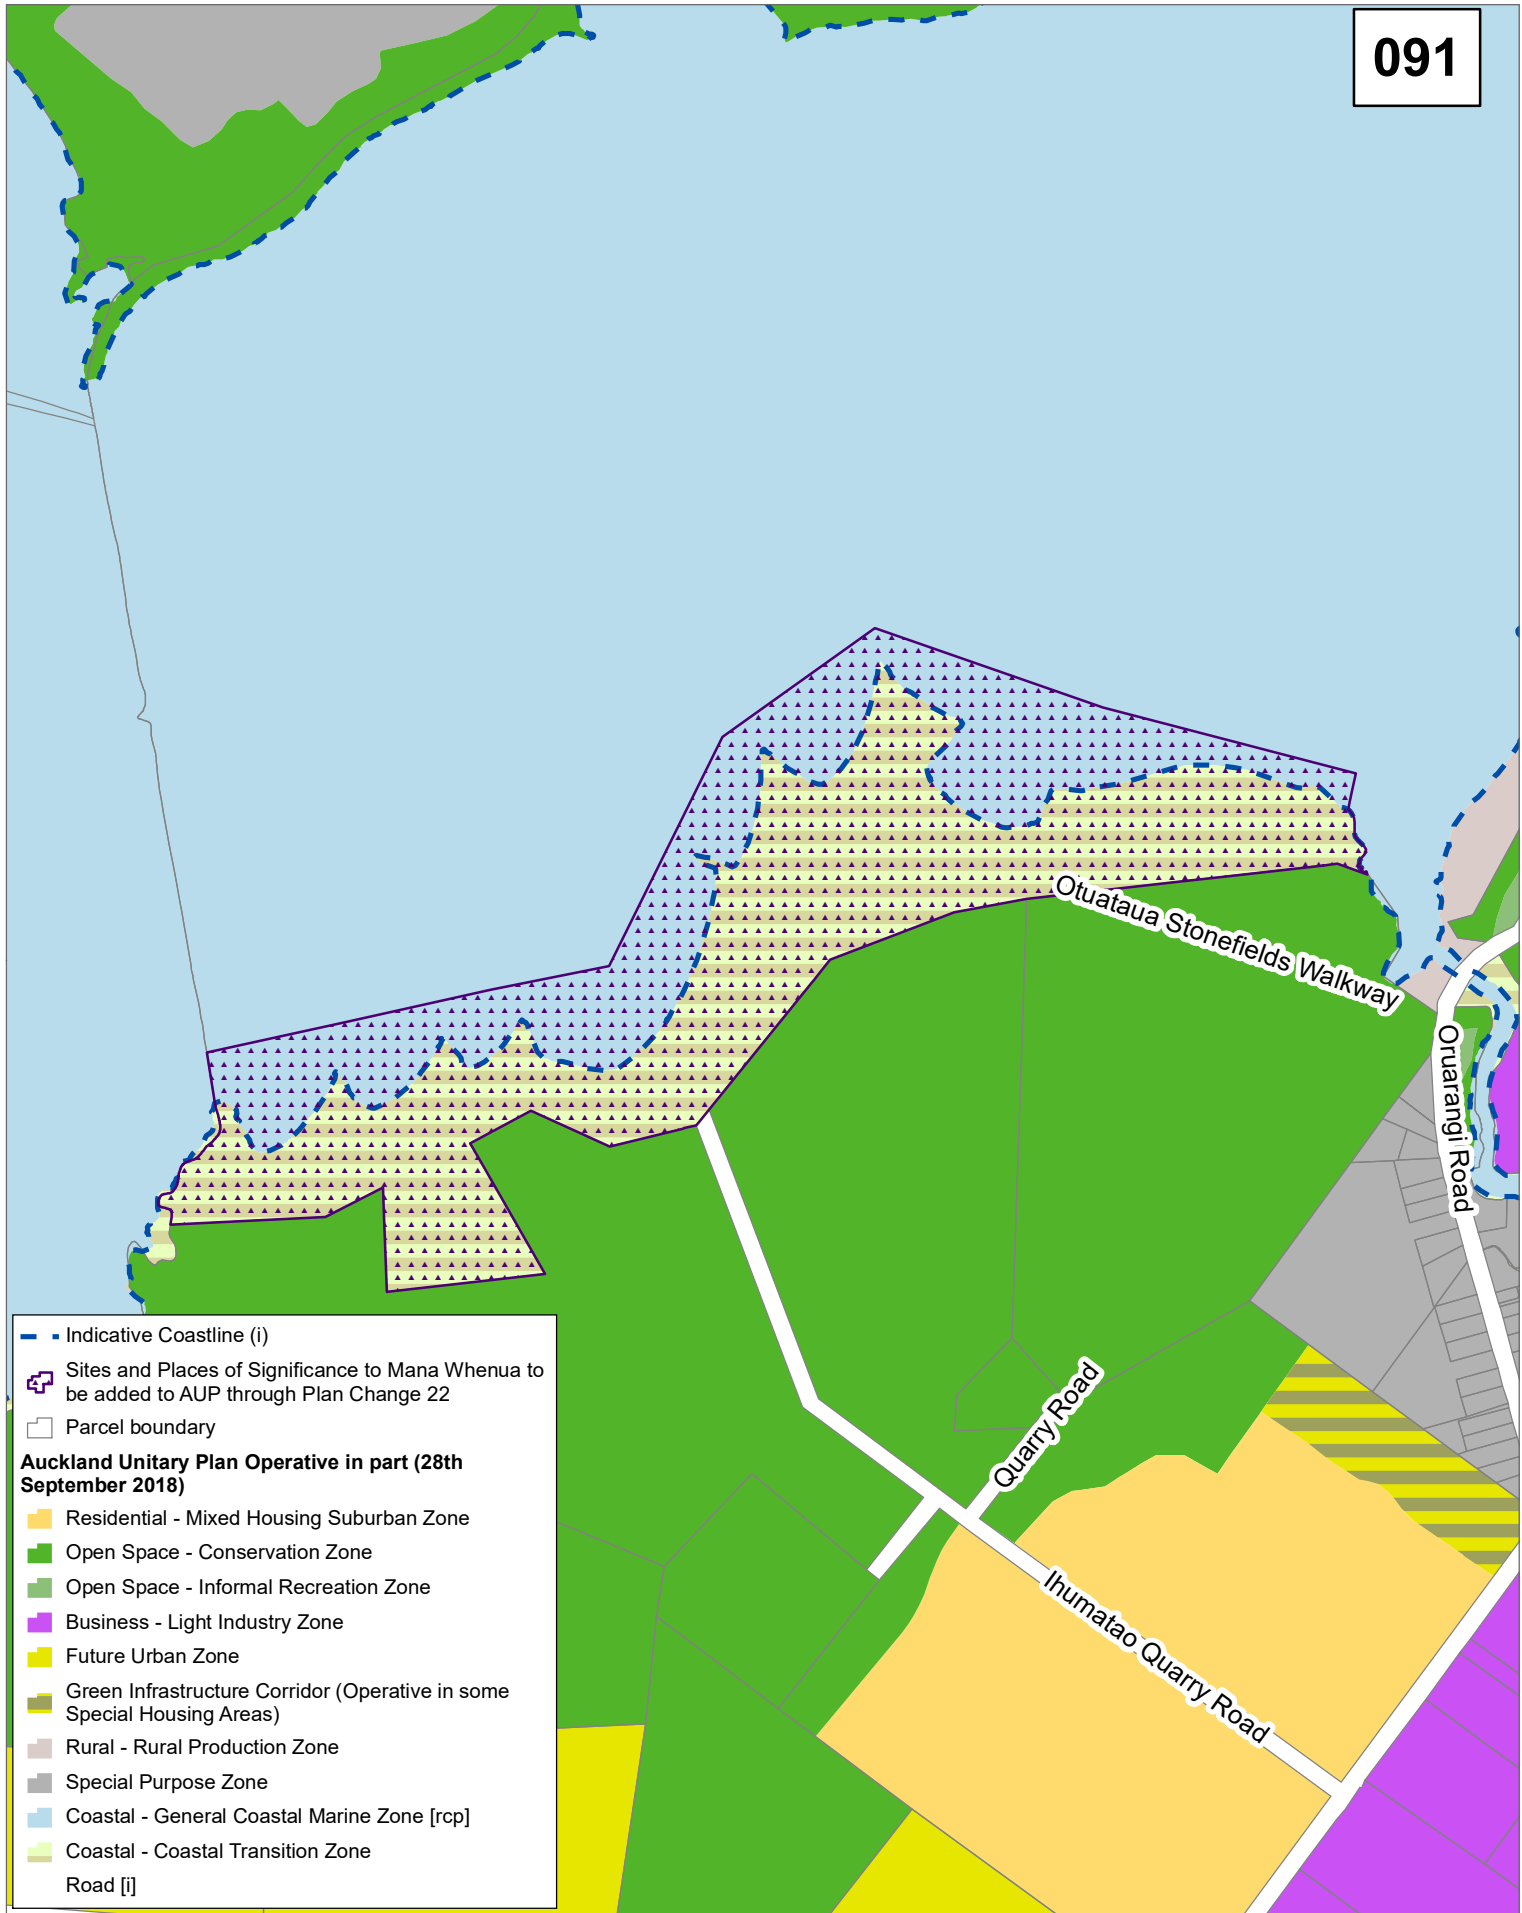 091
Otuataua Stonefields Walkway
Oruarangi Road
Quarry Road
Ihumatao Quarry Road
Indicative Coastline (i)
Sites and Places of Significance to Mana Whenua to
be added to AUP through Plan Change 22
Parcel boundary
Auckland Unitary Plan Operative in part (28th
September 2018)
Residential - Mixed Housing Suburban Zone
Open Space - Conservation Zone
Open Space - Informal Recreation Zone
Business - Light Industry Zone
Future Urban Zone
Green Infrastructure Corridor (Operative in some
Special Housing Areas)
Rural - Rural Production Zone
Special Purpose Zone
Coastal - General Coastal Marine Zone [rcp]
Coastal - Coastal Transition Zone
Road [i]